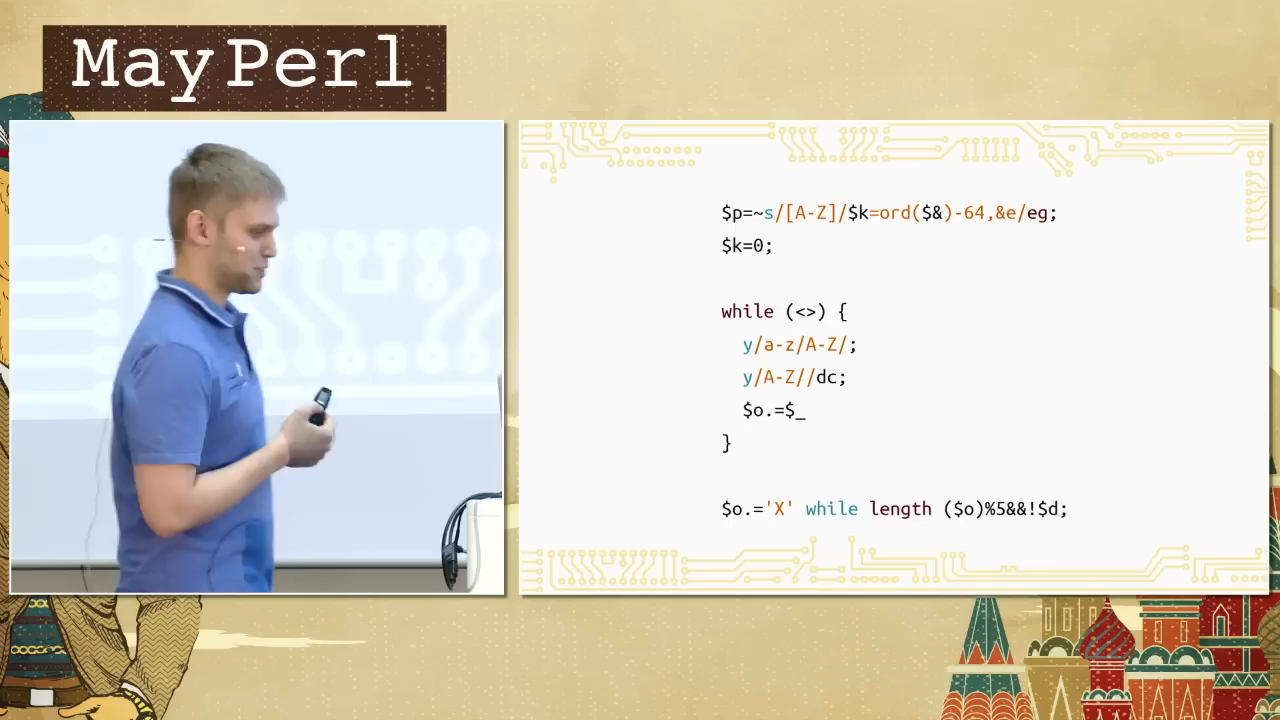 MayPerl
$p=~s/[A-Z]/$k=ord($&)-64,&e/eg;
$k=0;
while (<>) {
y/a-z/A-Z/;
y/A-Z//dc;
$o.=$_
}
$o.='X' while length ($o)%5&&!$d;